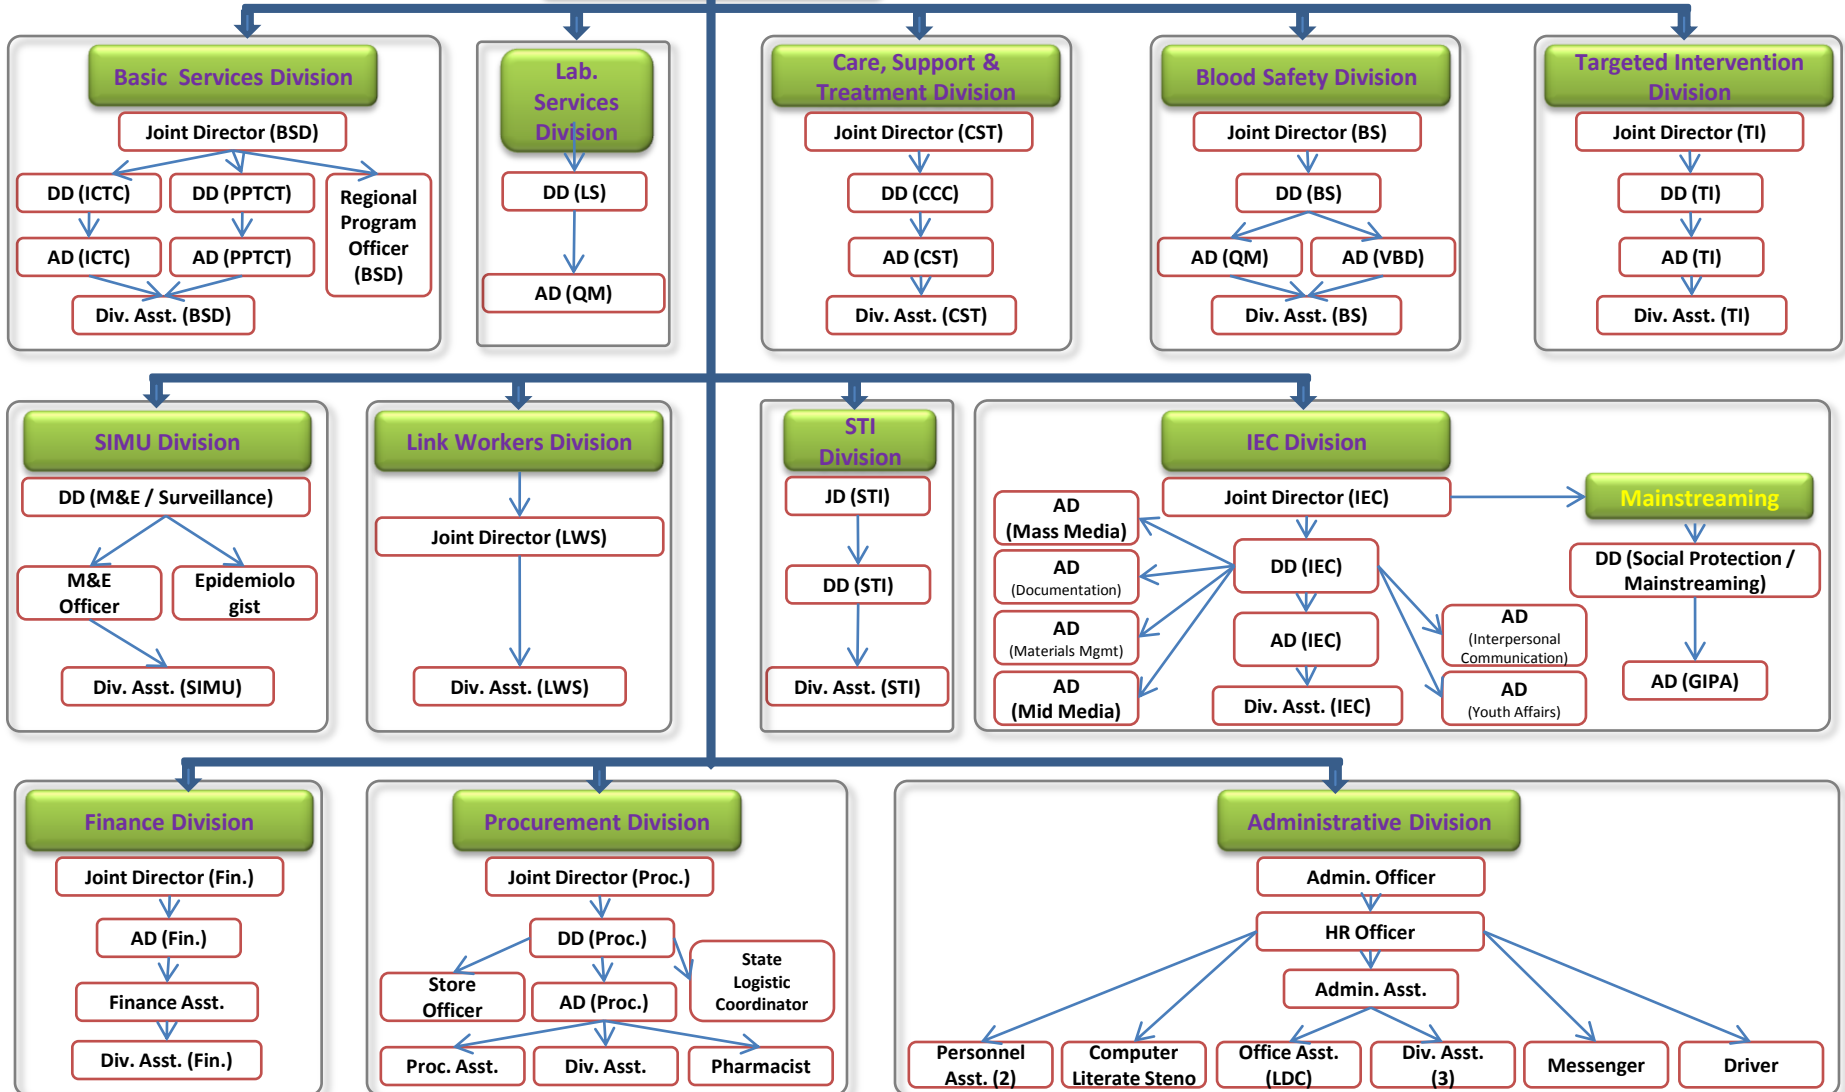 Basic  Services Division
Joint Director (BSD)
DD (ICTC)
DD (PPTCT)
Regional
Program
Officer
(BSD)
AD (ICTC)
AD (PPTCT)
Div. Asst. (BSD)
Lab.
Services
Division
DD (LS)
AD (QM)
Care, Support &
Treatment Division
Joint Director (CST)
DD (CCC)
AD (CST)
Div. Asst. (CST)
Blood Safety Division
Joint Director (BS)
DD (BS)
AD (QM)
AD (VBD)
Div. Asst. (BS)
Targeted Intervention
Division
Joint Director (TI)
DD (TI)
AD (TI)
Div. Asst. (TI)
SIMU Division
DD (M&E / Surveillance)
M&E
Officer
Epidemiolo
gist
Div. Asst. (SIMU)
Link Workers Division
Joint Director (LWS)
Div. Asst. (LWS)
STI
Division
JD (STI)
DD (STI)
Div. Asst. (STI)
IEC Division
Joint Director (IEC)
AD
(Mass Media)
AD
(Documentation)
AD
(Materials Mgmt)
AD
(Mid Media)
DD (IEC)
AD (IEC)
Div. Asst. (IEC)
AD
(Interpersonal
Communication)
AD
(Youth Affairs)
Mainstreaming
DD (Social Protection /
Mainstreaming)
AD (GIPA)
Finance Division
Joint Director (Fin.)
AD (Fin.)
Finance Asst.
Div. Asst. (Fin.)
Procurement Division
Joint Director (Proc.)
DD (Proc.)
Store
Officer
AD (Proc.)
State
Logistic
Coordinator
Proc. Asst.
Div. Asst.
Pharmacist
Administrative Division
Admin. Officer
HR Officer
Admin. Asst.
Personnel
Asst. (2)
Computer
Literate Steno
Office Asst.
(LDC)
Div. Asst.
(3)
Messenger
Driver